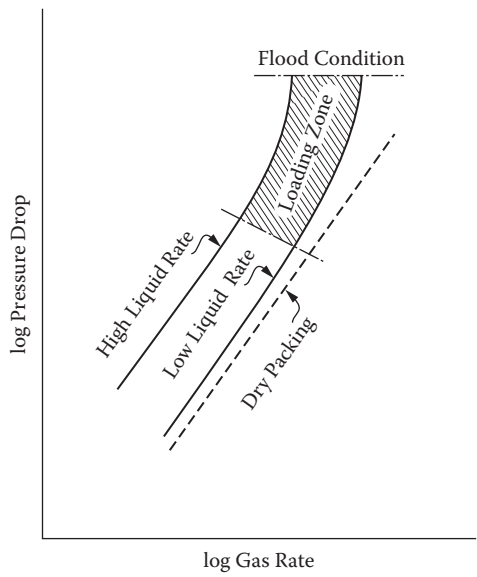 Flood Condition
Loading Zone
High Liquid Rate
Low Liquid Rate
Dry Packing
log Pressure Drop
log Gas Rate